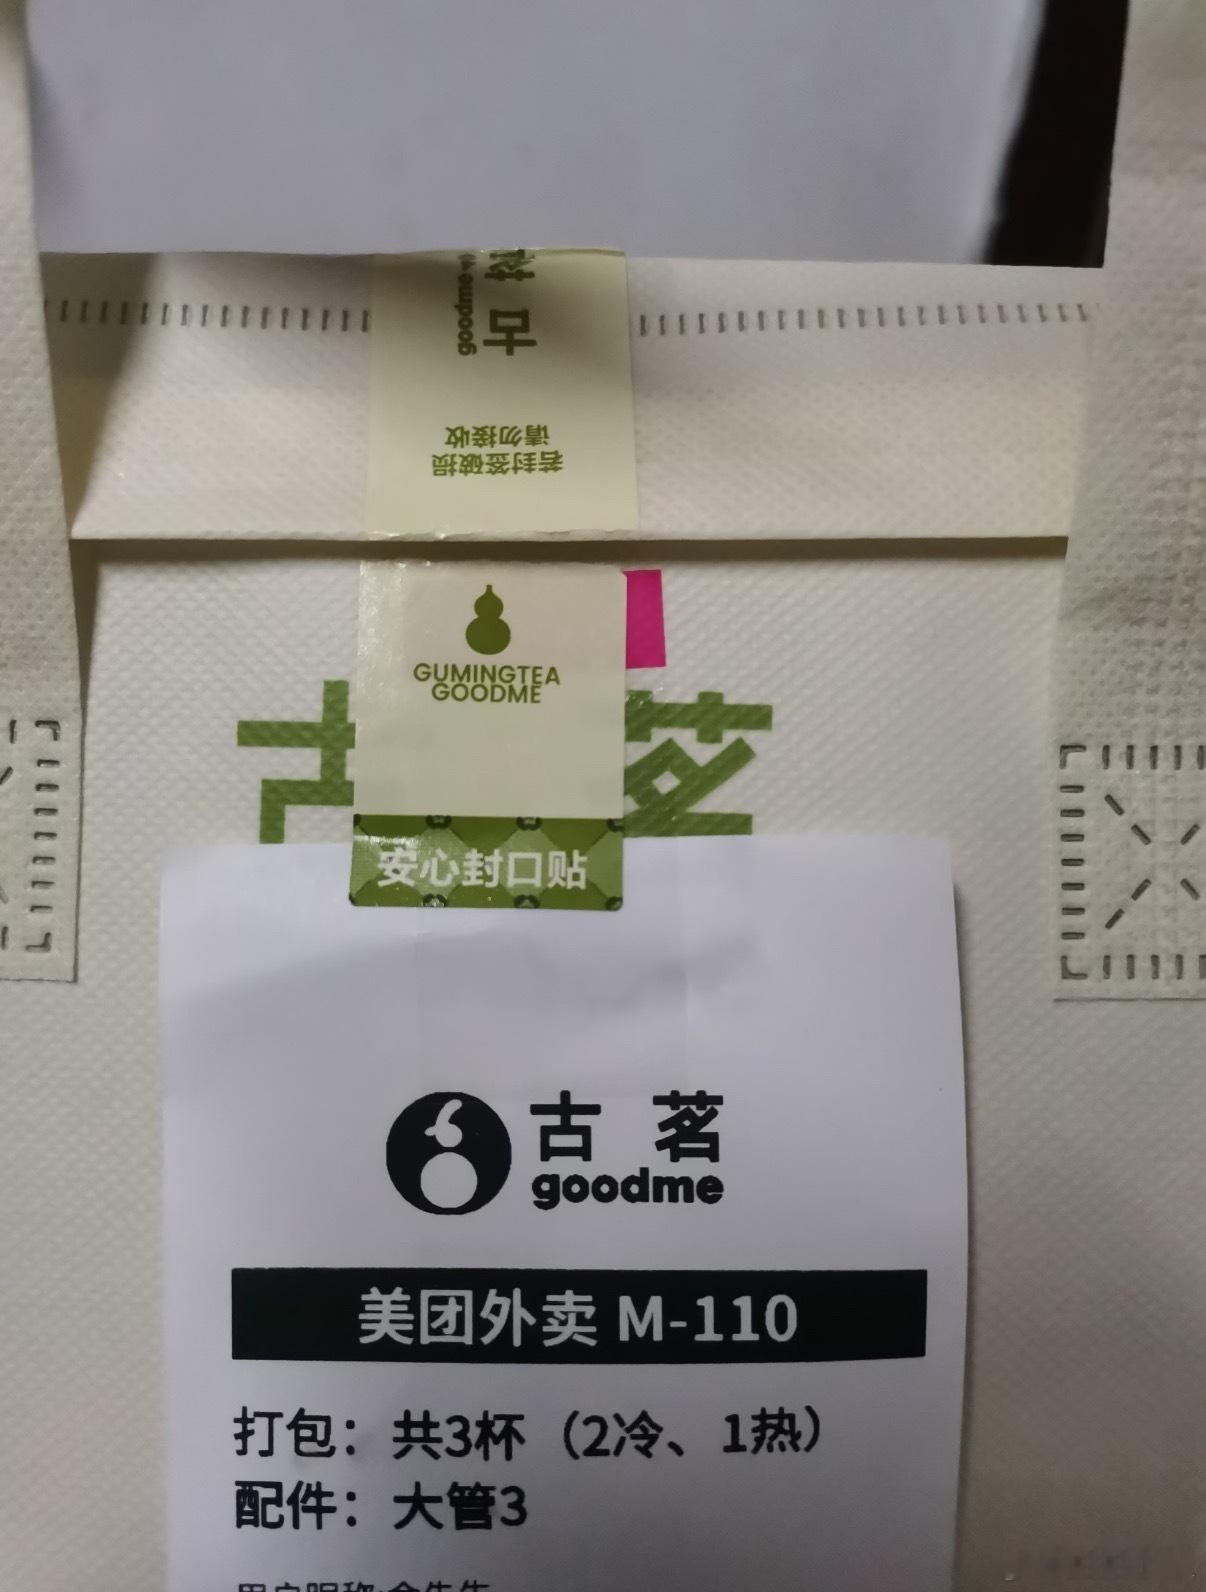 古茗
goodme
若封签破损
请勿接收
GUMINGTEA
GOODME
古茗
安心封口贴
古茗
goodme
美团外卖 M-110
打包：共3杯（2冷、1热）
配件：大管3